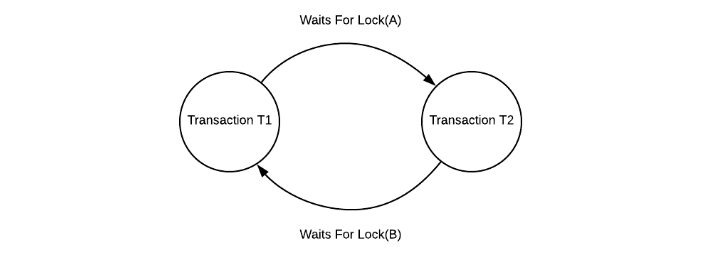 Waits For Lock(A)
Transaction T1
Transaction T2
Waits For Lock(B)